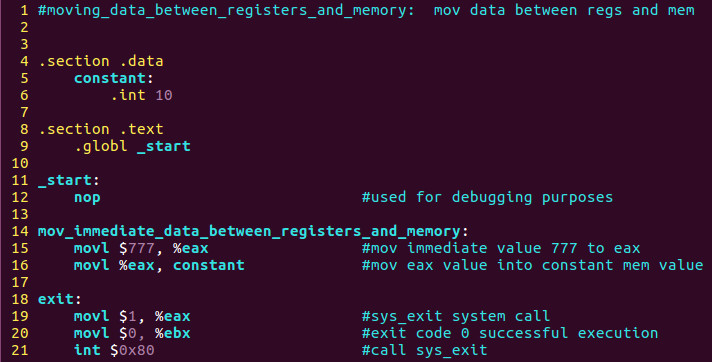 1 #moving_data_between_registers_and_memory:  mov data between regs and mem
2
3
4 .section .data
5     constant:
6         .int 10
7
8 .section .text
9     .globl _start
10
11 _start:
12     nop                             #used for debugging purposes
13
14 mov_immediate_data_between_registers_and_memory:
15     movl $777, %eax                 #mov immediate value 777 to eax
16     movl %eax, constant             #mov eax value into constant mem value
17
18 exit:
19     movl $1, %eax                   #sys_exit system call
20     movl $0, %ebx                   #exit code 0 successful execution
21     int $0x80                       #call sys_exit